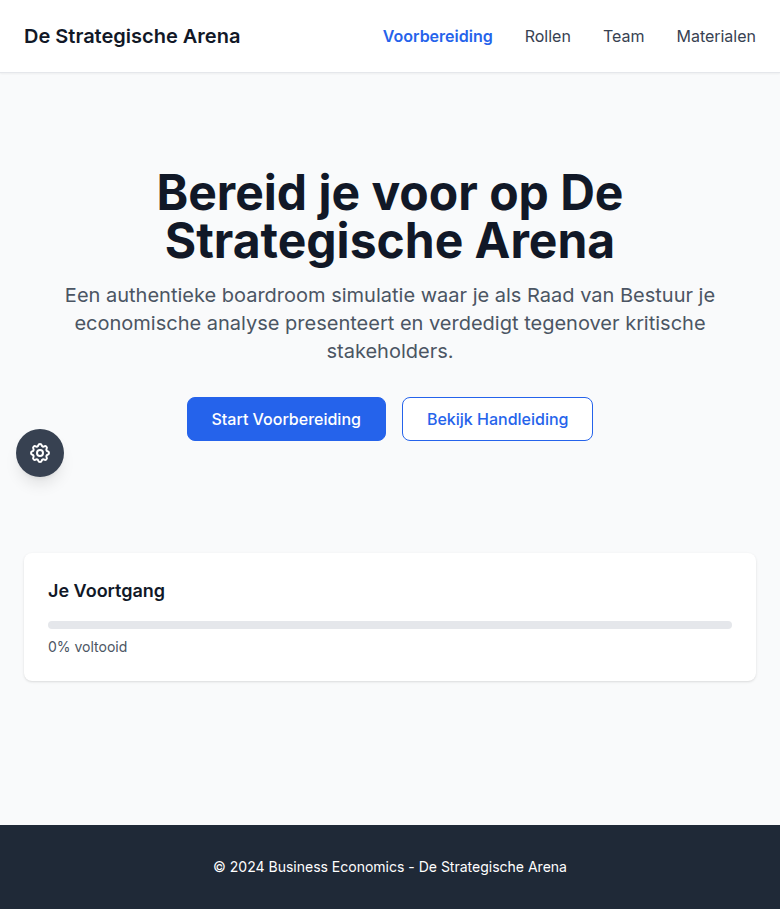 De Strategische Arena
Voorbereiding Rollen Team Materialen
Bereid je voor op De
Strategische Arena
Een authentieke boardroom simulatie waar je als Raad van Bestuur je
economische analyse presenteert en verdedigt tegenover kritische
stakeholders.
Start Voorbereiding Bekijk Handleiding
Je Voortgang
0% voltooid
© 2024 Business Economics - De Strategische Arena